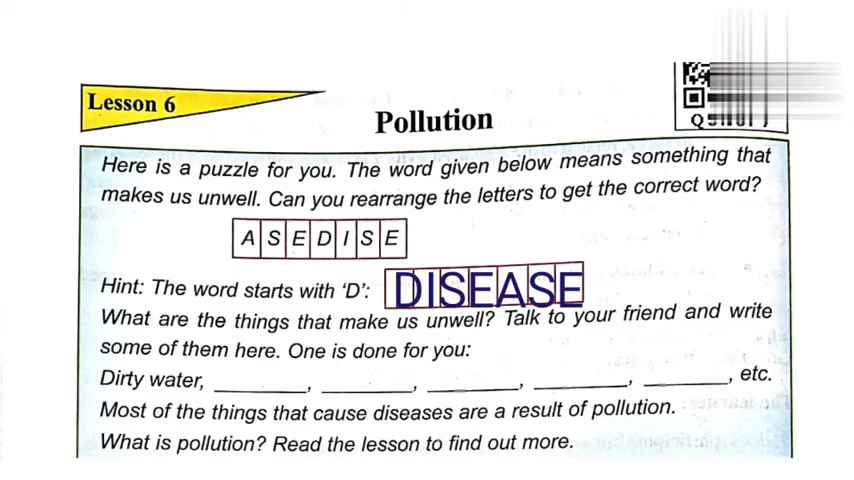 Lesson 6
Pollution
Here is a puzzle for you. The word given below means something that
makes us unwell. Can you rearrange the letters to get the correct word?
A S E D I S E
Hint: The word starts with ‘D’: DISEASE
What are the things that make us unwell? Talk to your friend and write
some of them here. One is done for you:
Dirty water, ________, ________, ________, ________, ________, etc.
Most of the things that cause diseases are a result of pollution.
What is pollution? Read the lesson to find out more.